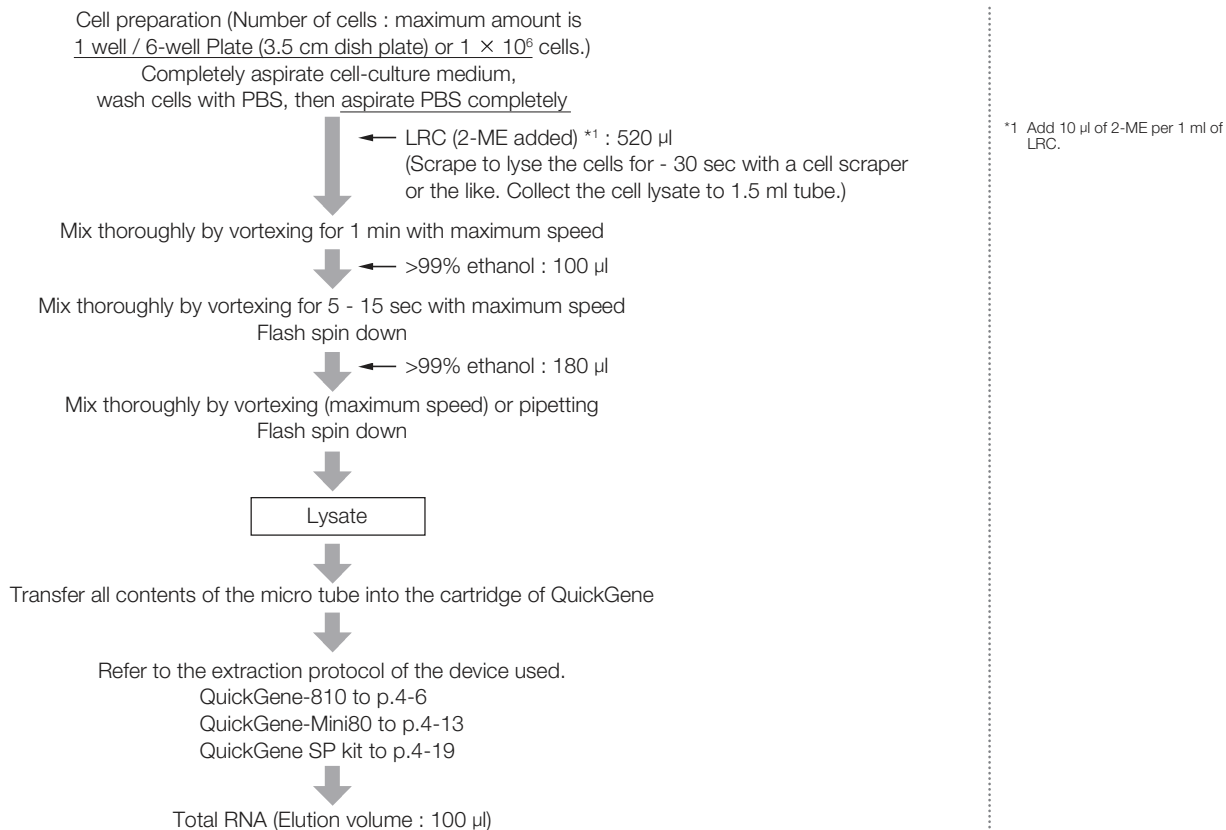 Cell preparation (Number of cells : maximum amount is
1 well / 6-well Plate (3.5 cm dish plate) or 1 × 10⁶ cells.)
Completely aspirate cell-culture medium,
wash cells with PBS, then aspirate PBS completely
LRC (2-ME added) *1 : 520 µl
(Scrape to lyse the cells for - 30 sec with a cell scraper
or the like. Collect the cell lysate to 1.5 ml tube.)
*1 Add 10 µl of 2-ME per 1 ml of
LRC.
Mix thoroughly by vortexing for 1 min with maximum speed
>99% ethanol : 100 µl
Mix thoroughly by vortexing for 5 - 15 sec with maximum speed
Flash spin down
>99% ethanol : 180 µl
Mix thoroughly by vortexing (maximum speed) or pipetting
Flash spin down
Lysate
Transfer all contents of the micro tube into the cartridge of QuickGene
Refer to the extraction protocol of the device used.
QuickGene-810 to p.4-6
QuickGene-Mini80 to p.4-13
QuickGene SP kit to p.4-19
Total RNA (Elution volume : 100 µl)